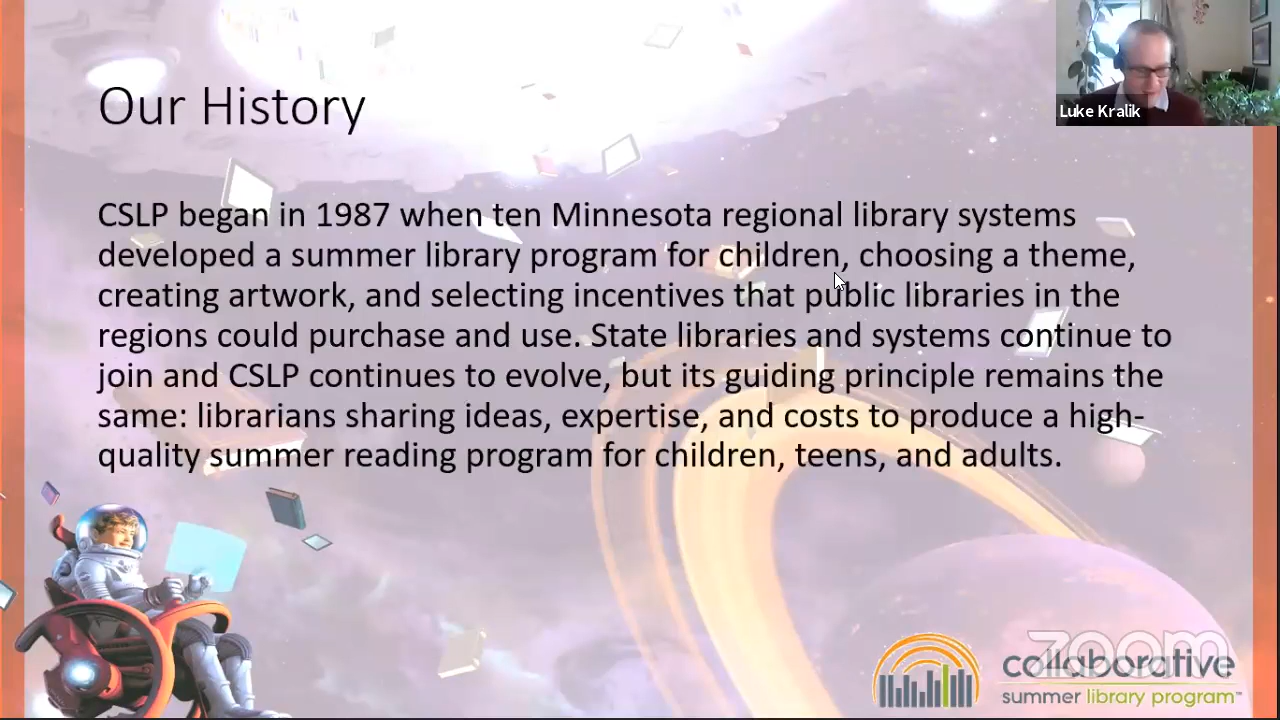 Our History
Luke Kralik
CSLP began in 1987 when ten Minnesota regional library systems
developed a summer library program for children, choosing a theme,
creating artwork, and selecting incentives that public libraries in the
regions could purchase and use. State libraries and systems continue to
join and CSLP continues to evolve, but its guiding principle remains the
same: librarians sharing ideas, expertise, and costs to produce a high-
quality summer reading program for children, teens, and adults.
zoom
collaborative
summer library program™